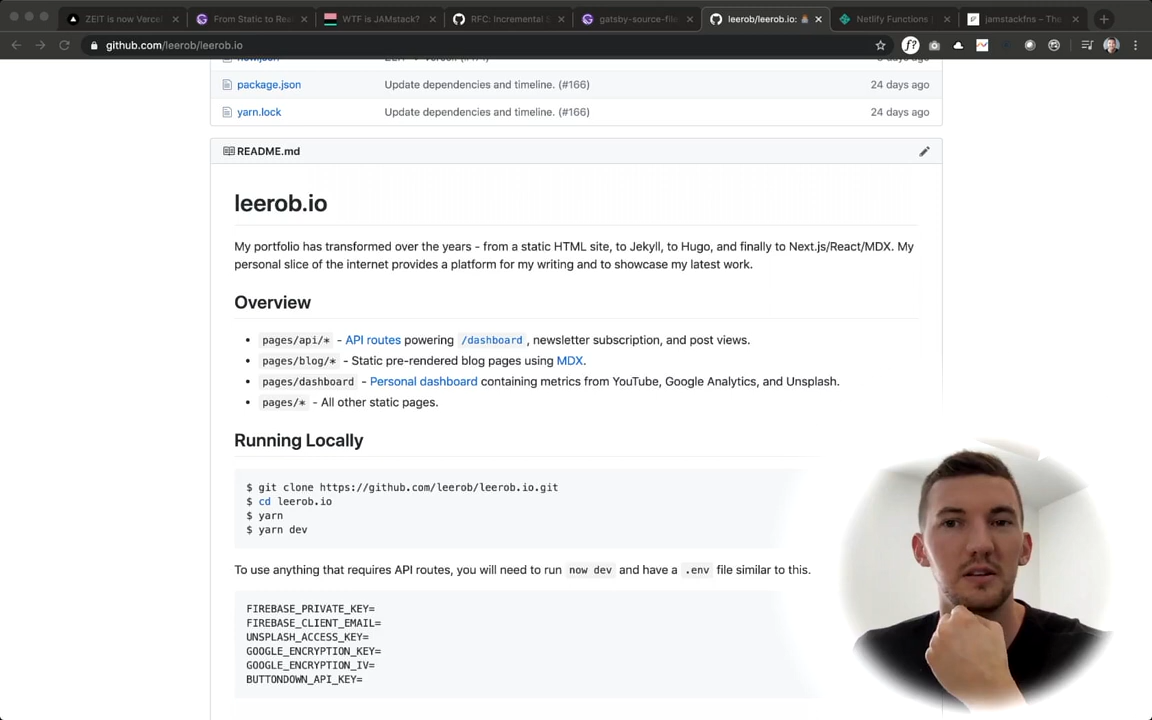 ZEIT is now Vercel
From Static to Rea
WTF is JAMstack?
RFC: Incremental S
gatsby-source-file
leerob/leerob.io:
Netlify Functions
jamstackfns – The
github.com/leerob/leerob.io
now.json
package.json Update dependencies and timeline. (#166) 24 days ago
yarn.lock Update dependencies and timeline. (#166) 24 days ago
README.md
leerob.io
My portfolio has transformed over the years - from a static HTML site, to Jekyll, to Hugo, and finally to Next.js/React/MDX. My
personal slice of the internet provides a platform for my writing and to showcase my latest work.
Overview
• pages/api/* - API routes powering /dashboard , newsletter subscription, and post views.
• pages/blog/* - Static pre-rendered blog pages using MDX.
• pages/dashboard - Personal dashboard containing metrics from YouTube, Google Analytics, and Unsplash.
• pages/* - All other static pages.
Running Locally
$ git clone https://github.com/leerob/leerob.io.git
$ cd leerob.io
$ yarn
$ yarn dev
To use anything that requires API routes, you will need to run now dev and have a .env file similar to this.
FIREBASE_PRIVATE_KEY=
FIREBASE_CLIENT_EMAIL=
UNSPLASH_ACCESS_KEY=
GOOGLE_ENCRYPTION_KEY=
GOOGLE_ENCRYPTION_IV=
BUTTONDOWN_API_KEY=